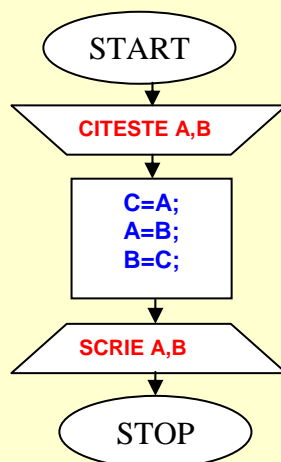 START
CITESTE A,B
C=A;
A=B;
B=C;
SCRIE A,B
STOP